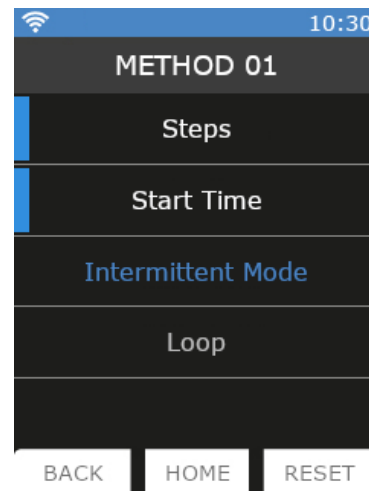 10:30
METHOD 01
Steps
Start Time
Intermittent Mode
Loop
BACK HOME RESET